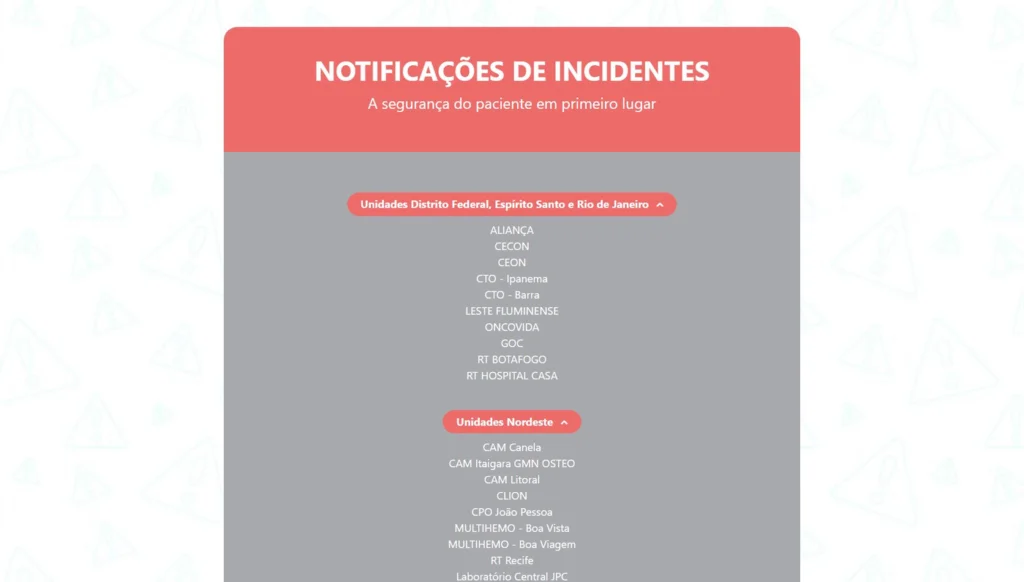 NOTIFICAÇÕES DE INCIDENTES
A segurança do paciente em primeiro lugar
Unidades Distrito Federal, Espírito Santo e Rio de Janeiro
ALIANÇA
CECON
CEON
CTO - Ipanema
CTO - Barra
LESTE FLUMINENSE
ONCOVIDA
GOC
RT BOTAFOGO
RT HOSPITAL CASA
Unidades Nordeste
CAM Canela
CAM Itaigara GMN OSTEO
CAM Litoral
CLION
CPO João Pessoa
MULTIHEMO - Boa Vista
MULTIHEMO - Boa Viagem
RT Recife
Laboratório Central JPC